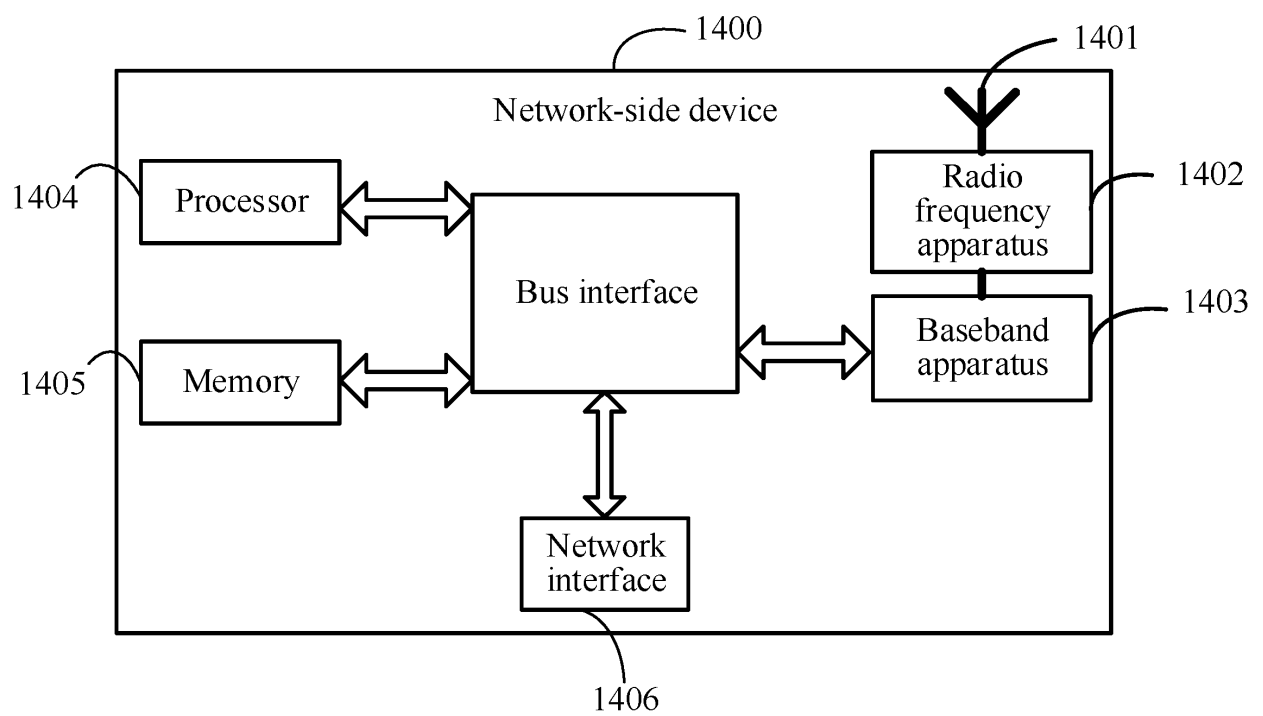 1400
1401
Network-side device
1404
Processor
Radio
frequency
apparatus
1402
Bus interface
1403
Baseband
apparatus
1405
Memory
Network
interface
1406